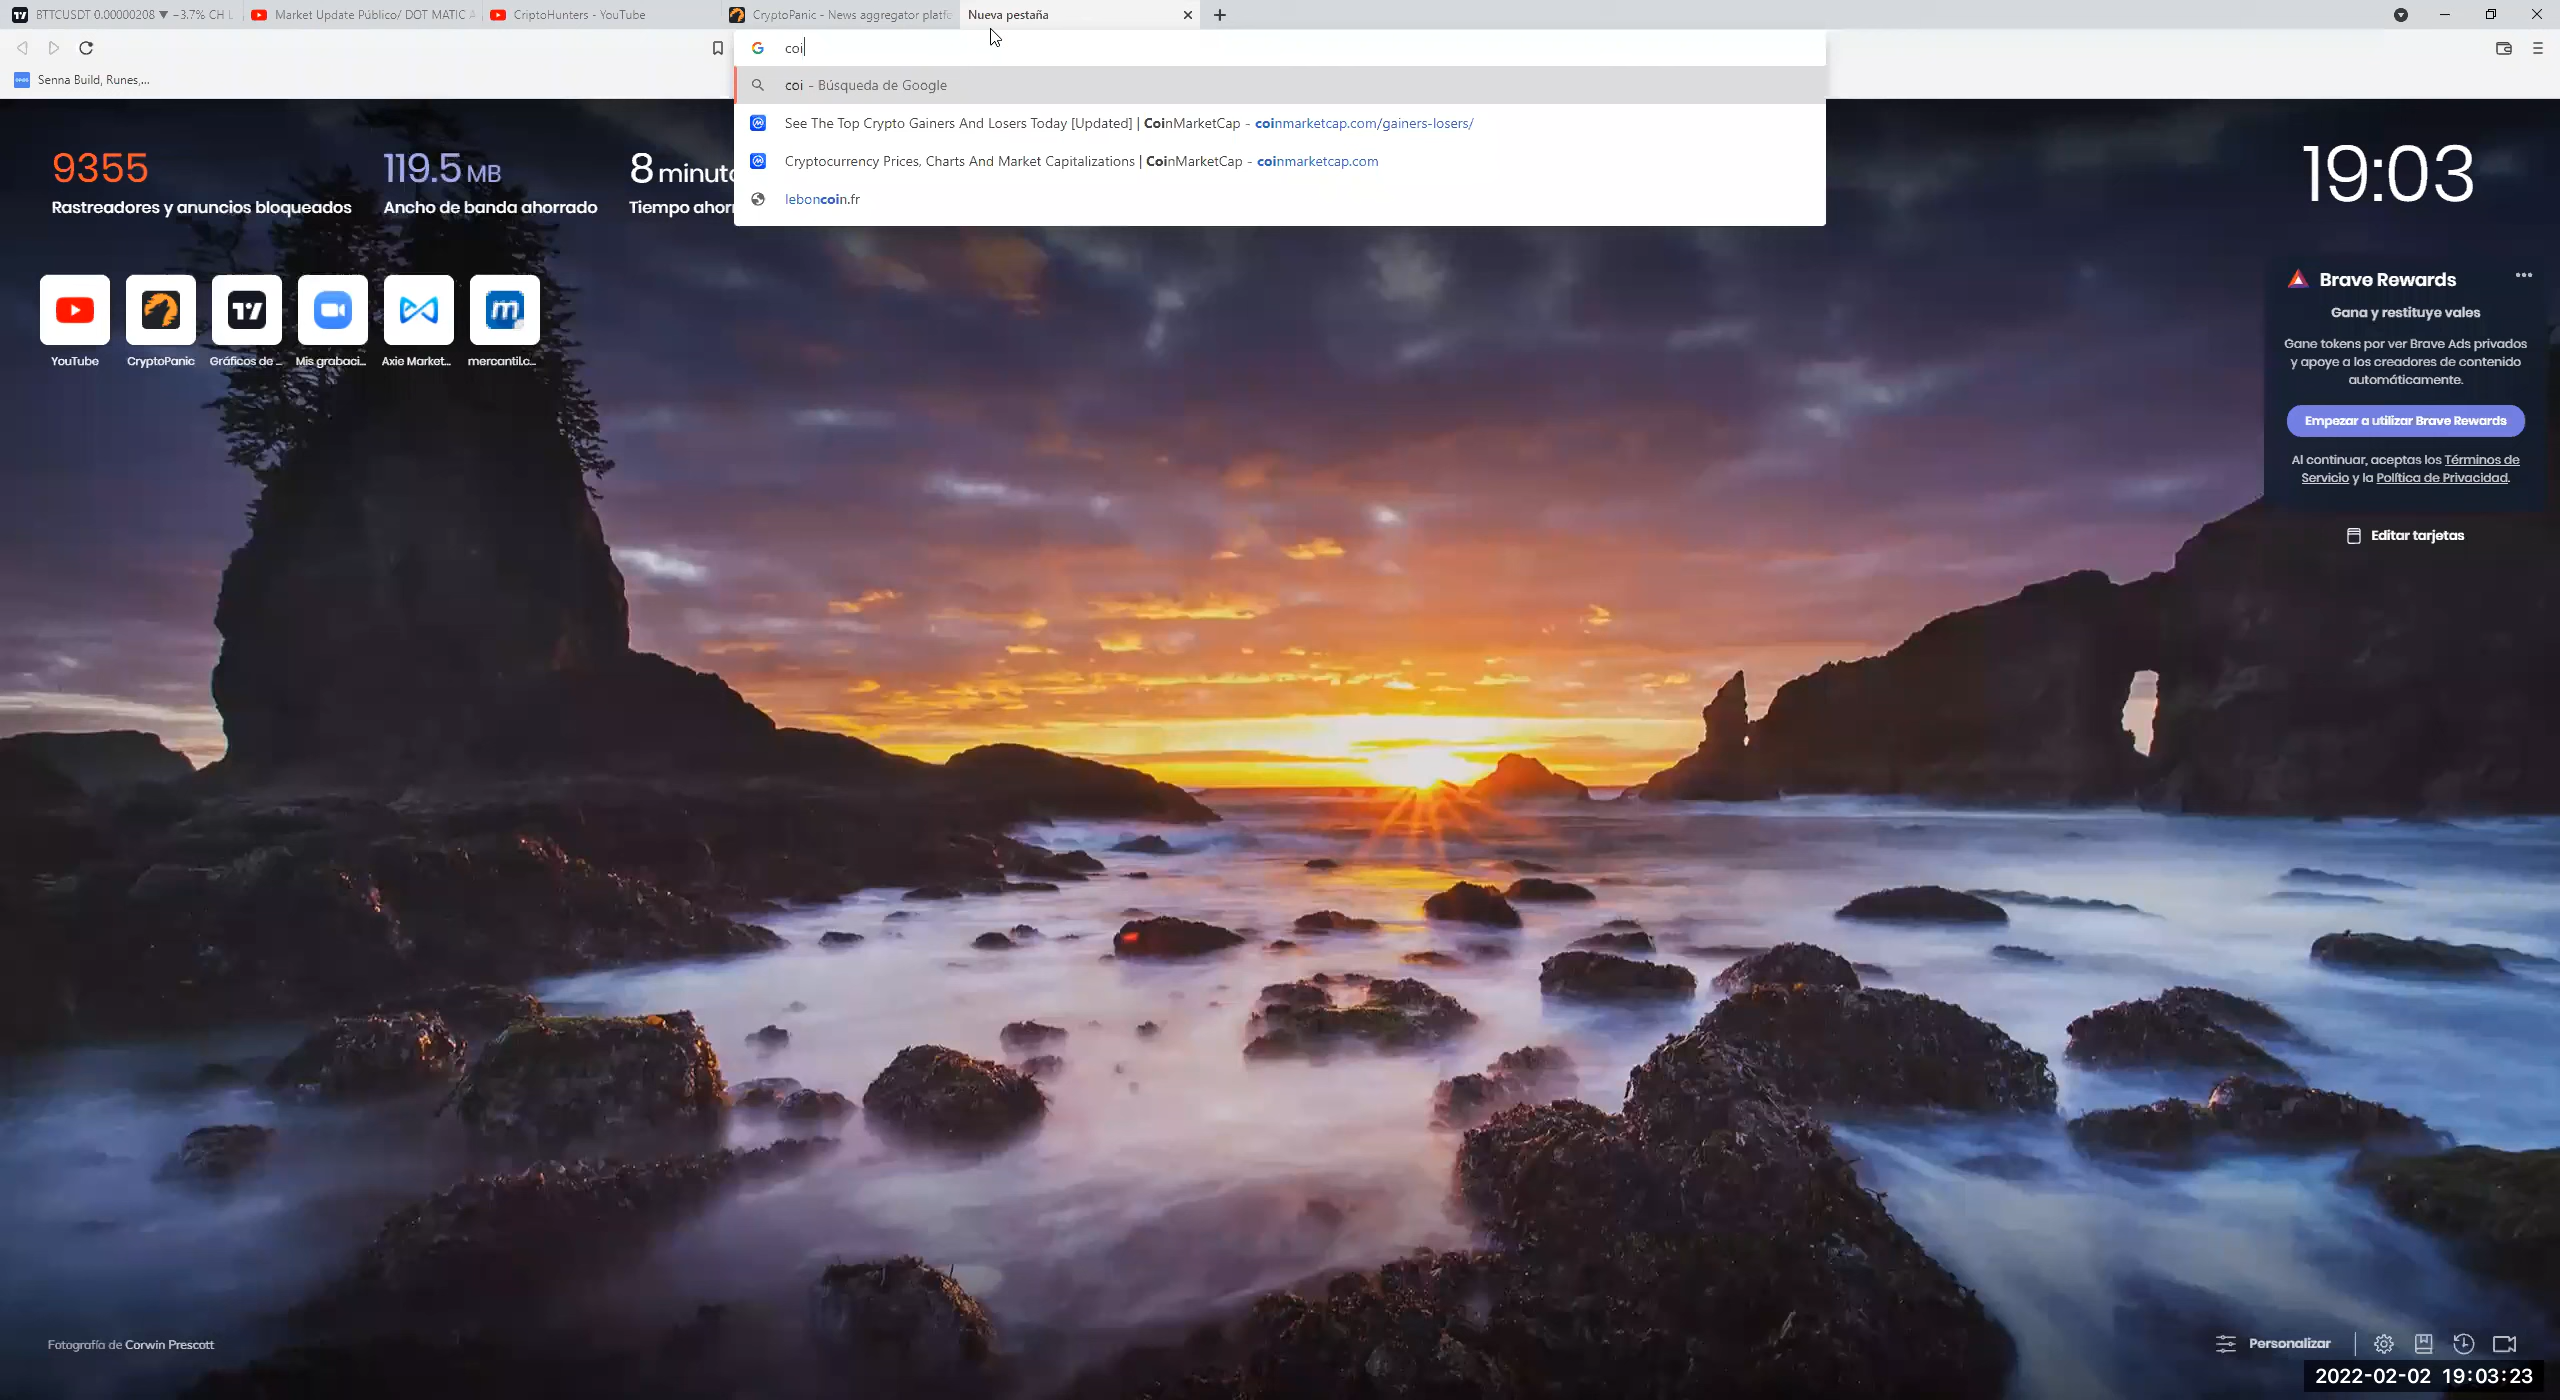 BTTCUSDT 0.00000208 ▼ −3.7% CH
Market Update Público/ DOT MATIC
CriptoHunters - YouTube
CryptoPanic - News aggregator platfo
Nueva pestaña
coi
Senna Build, Runes,...
coi - Búsqueda de Google
See The Top Crypto Gainers And Losers Today [Updated] | CoinMarketCap - coinmarketcap.com/gainers-losers/
Cryptocurrency Prices, Charts And Market Capitalizations | CoinMarketCap - coinmarketcap.com
leboncoin.fr
9355
Rastreadores y anuncios bloqueados
119.5 MB
Ancho de banda ahorrado
8 minuto
Tiempo ahor
19:03
YouTube
CryptoPanic
Gráficos de ...
Mis grabaci...
Axie Market...
mercantil.c...
Brave Rewards
Gana y restituye vales
Gane tokens por ver Brave Ads privados
y apoye a los creadores de contenido
automáticamente.
Empezar a utilizar Brave Rewards
Al continuar, aceptas los Términos de
Servicio y la Política de Privacidad.
Editar tarjetas
Fotografía de Corwin Prescott
Personalizar
2022-02-02 19:03:23